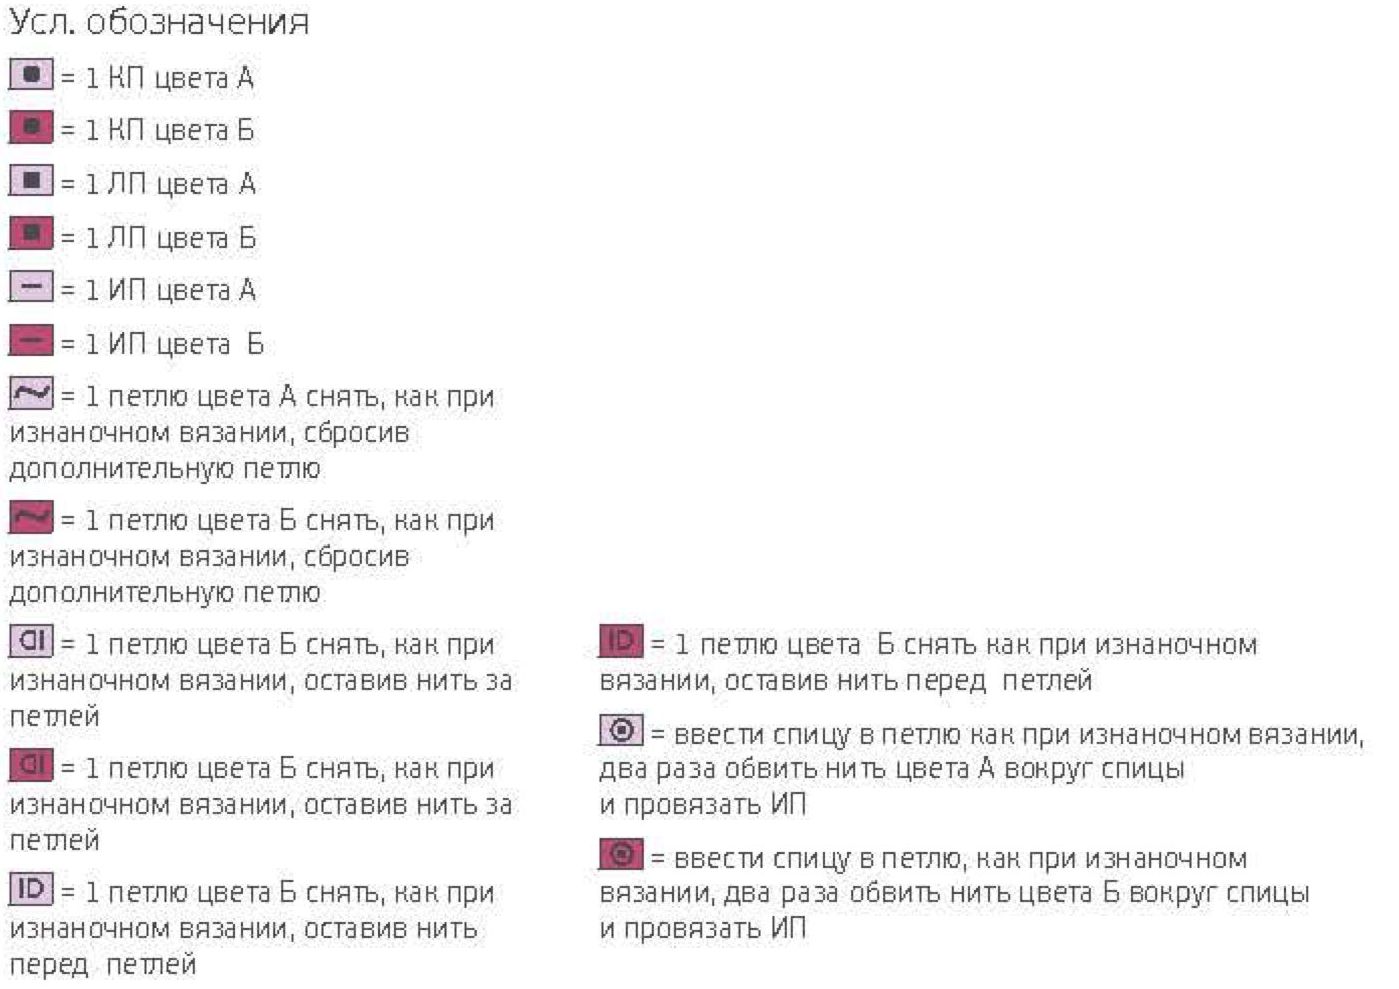 Усл. обозначения
= 1 КП цвета А
= 1 КП цвета Б
= 1 ЛП цвета А
= 1 ЛП цвета Б
= 1 ИП цвета А
= 1 ИП цвета Б
= 1 петлю цвета А снять, как при
изнаночном вязании, сбросив
дополнительную петлю
= 1 петлю цвета Б снять, как при
изнаночном вязании, сбросив
дополнительную петлю
= 1 петлю цвета Б снять, как при
изнаночном вязании, оставив нить за
петлей
= 1 петлю цвета Б снять, как при
изнаночном вязании, оставив нить за
петлей
= 1 петлю цвета Б снять, как при
изнаночном вязании, оставив нить
перед петлей
= 1 петлю цвета Б снять как при изнаночном
вязании, оставив нить перед петлей
= ввести спицу в петлю как при изнаночном вязании,
два раза обвить нить цвета А вокруг спицы
и провязать ИП
= ввести спицу в петлю, как при изнаночном
вязании, два раза обвить нить цвета Б вокруг спицы
и провязать ИП